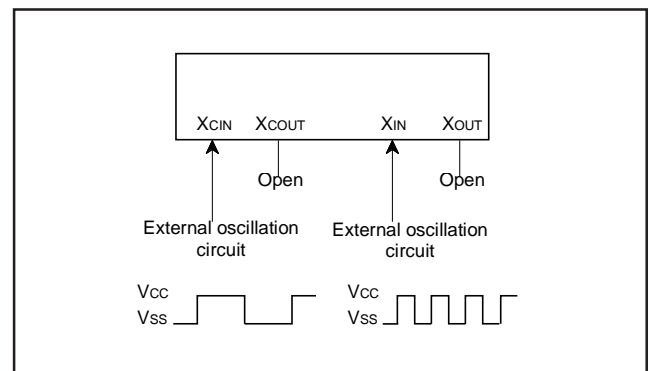 XCIN XCOUT XIN XOUT
Open Open
External oscillation circuit
External oscillation circuit
VCC
VSS
VCC
VSS